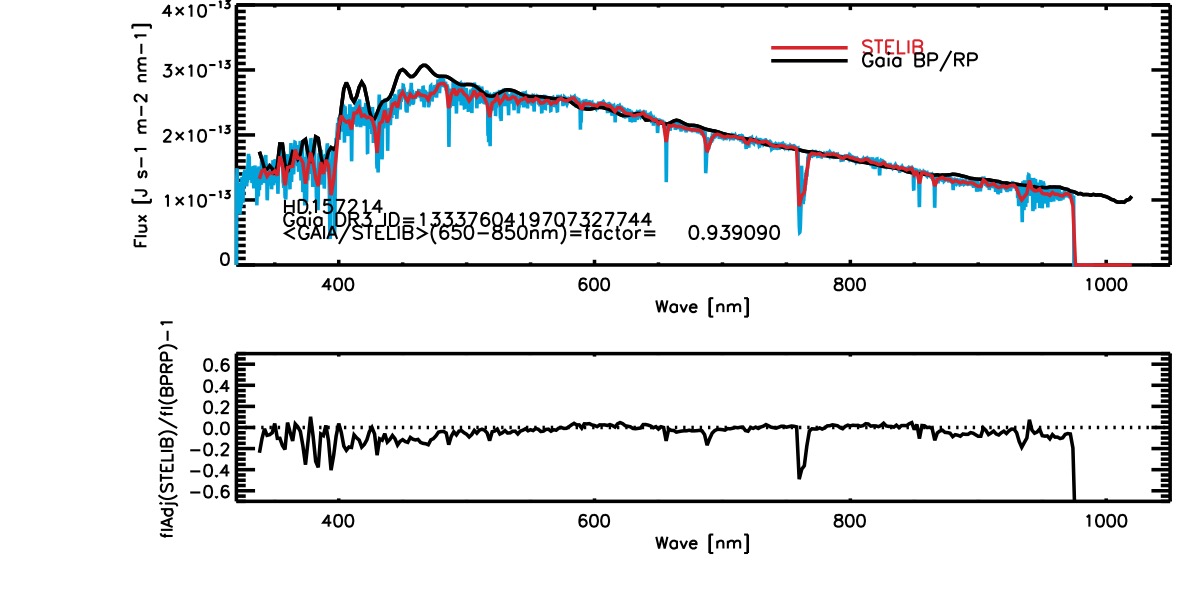 4×10−13
3×10−13
2×10−13
1×10−13
0
Flux [J s−1 m−2 nm−1]
STELIB
Gaia BP/RP
HD157214
Gaia DR3 ID=1333760419707327744
<GAIA/STELIB>(650−850nm)=factor= 0.939090
400 600 800 1000
Wave [nm]
flAdj(STELIB)/fl(BPRP)−1
0.6
0.4
0.2
0.0
−0.2
−0.4
−0.6
400 600 800 1000
Wave [nm]